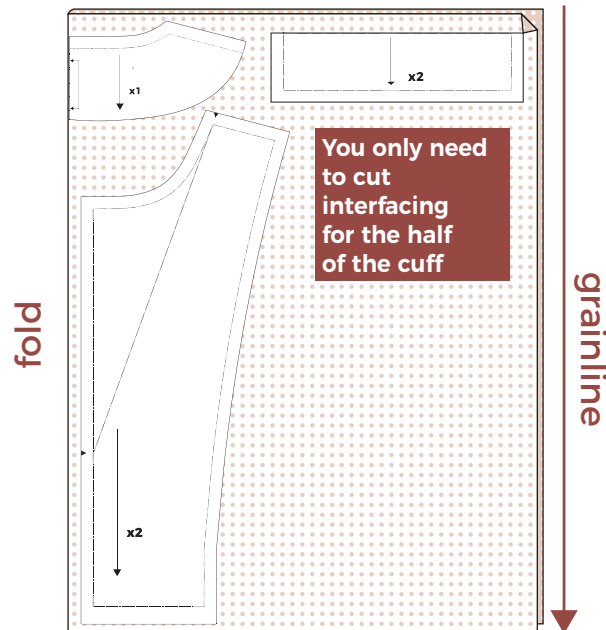 x1
x2
You only need
to cut
interfacing
for the half
of the cuff
fold
grainline
x2